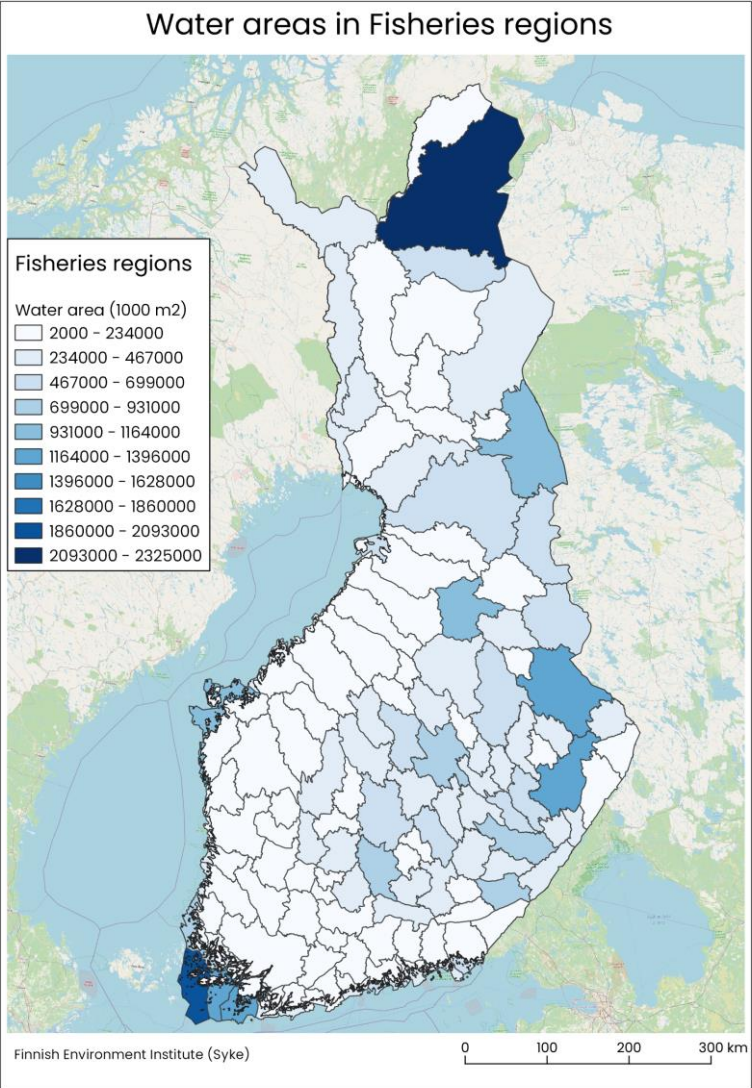 Water areas in Fisheries regions
Fisheries regions
Water area (1000 m2)
2000 - 234000
234000 - 467000
467000 - 699000
699000 - 931000
931000 - 1164000
1164000 - 1396000
1396000 - 1628000
1628000 - 1860000
1860000 - 2093000
2093000 - 2325000
Finnish Environment Institute (Syke)
0 100 200 300 km